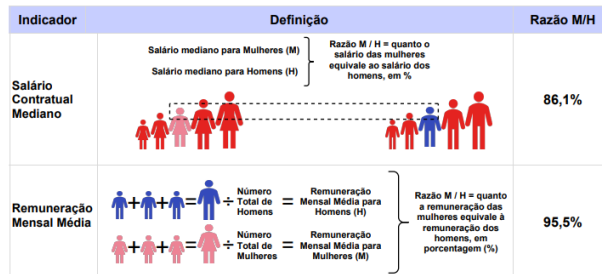 Indicador
Definição
Razão M/H
Salário
Contratual
Mediano
Salário mediano para Mulheres (M)
Salário mediano para Homens (H)
Razão M / H = quanto o
salário das mulheres
equivale ao salário dos
homens, em %
86,1%
Remuneração
Mensal Média
+ + = ÷ Número
Total de
Homens
= Remuneração
Mensal Média para
Homens (H)
+ + = ÷ Número
Total de
Mulheres
= Remuneração
Mensal Média para
Mulheres (M)
Razão M / H = quanto
a remuneração das
mulheres equivale à
remuneração dos
homens, em
porcentagem (%)
95,5%